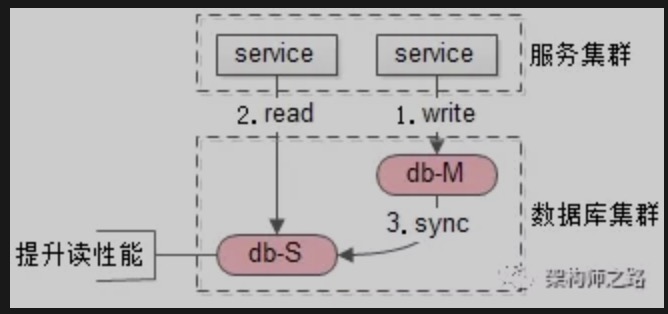 service
service
服务集群
2. read
1. write
db-M
数据库集群
3. sync
提升读性能
db-S
架构师之路